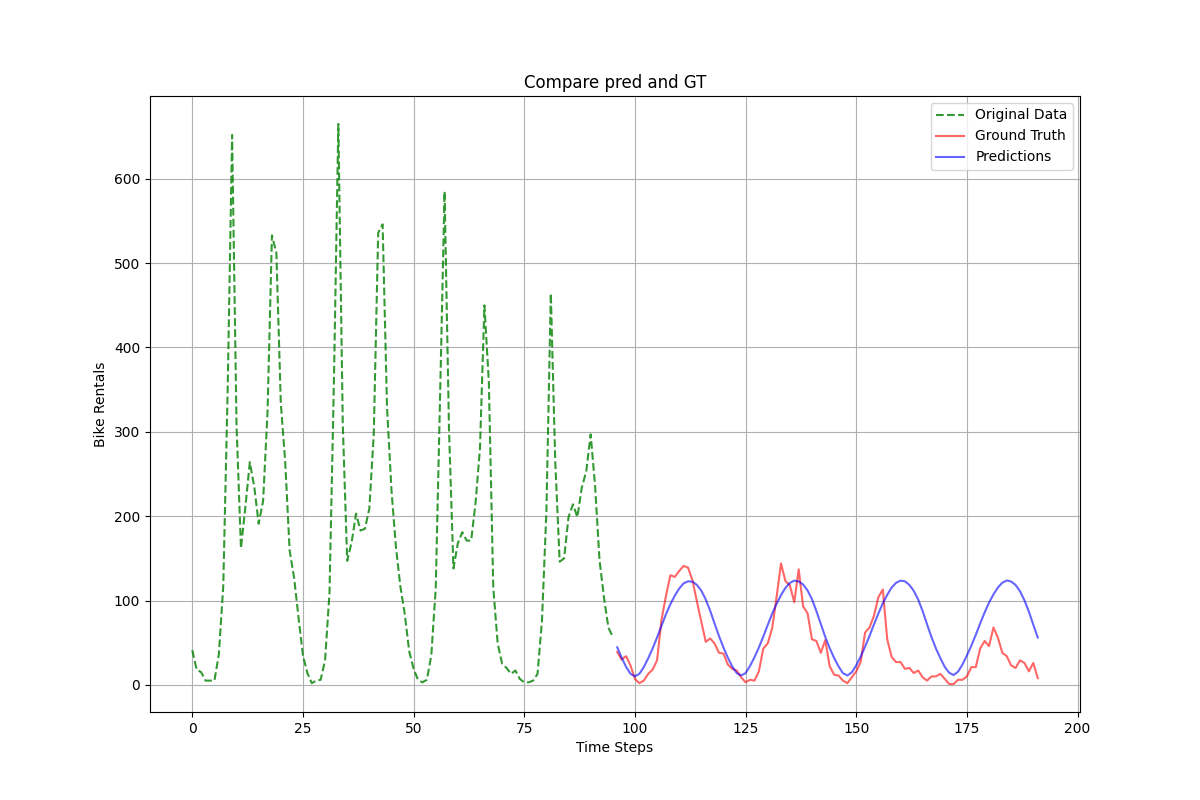 Compare pred and GT
Original Data
Ground Truth
Predictions
600
500
400
300
200
100
0
Bike Rentals
0 25 50 75 100 125 150 175 200
Time Steps